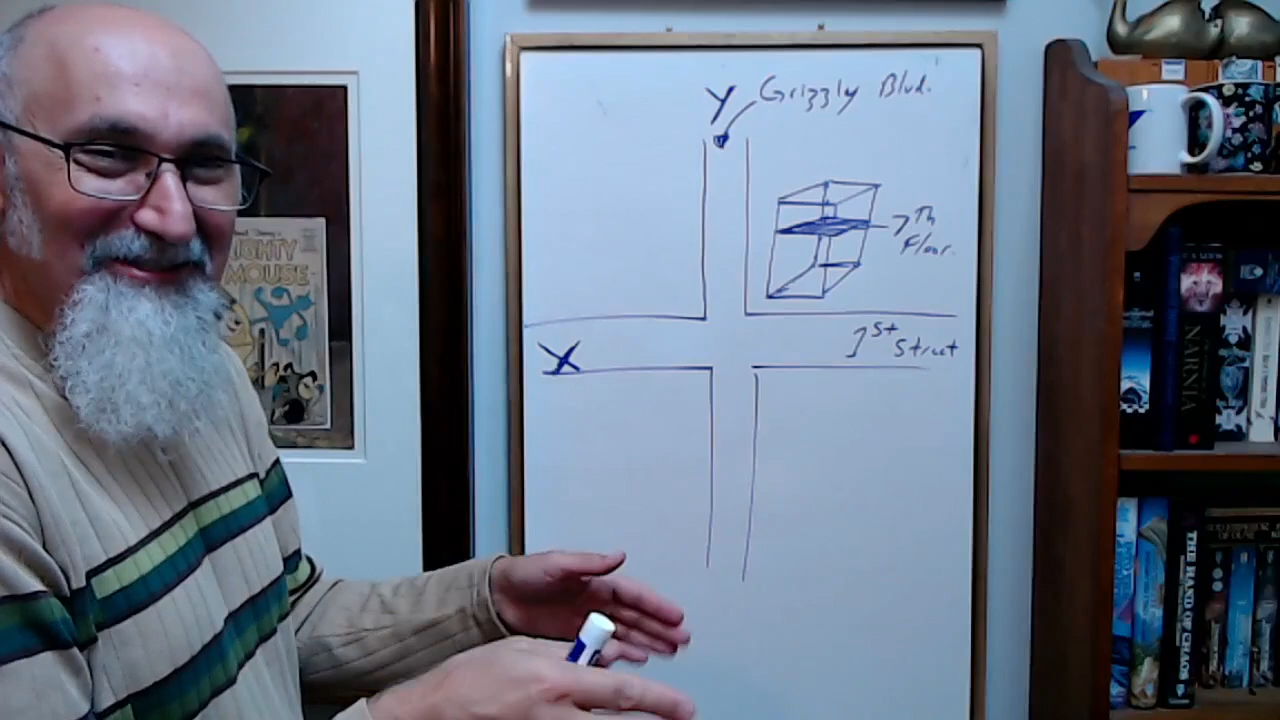 Y Grizzly Blvd.
7Th
Floor.
1st
Street
X
MIGHTY
MOUSE
NARNIA
THE HAND OF CHAOS